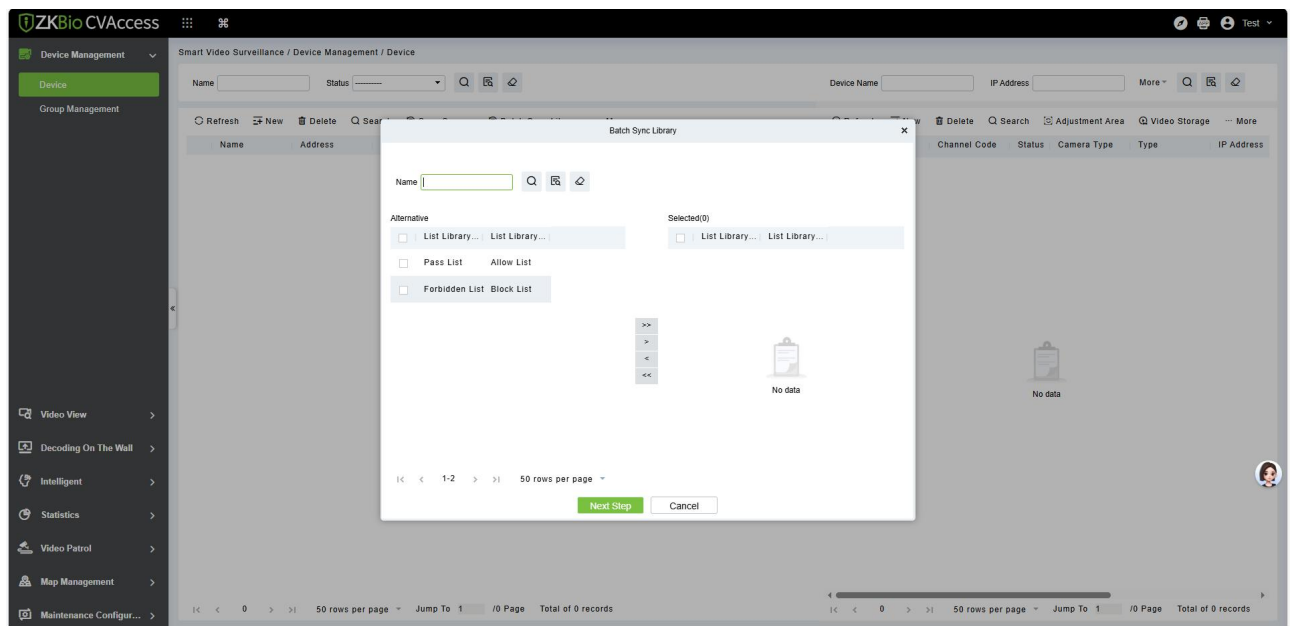 ZKBio CVAccess
Test
Device Management
Device
Group Management
Video View
Decoding On The Wall
Intelligent
Statistics
Video Patrol
Map Management
Maintenance Configur...
Smart Video Surveillance / Device Management / Device
Name Status ---------
Device Name IP Address More
Refresh New Delete
Delete Search Adjustment Area Video Storage ... More
Name Address
Channel Code Status Camera Type Type IP Address
Batch Sync Library
Name
Alternative
List Library... List Library...
Pass List Allow List
Forbidden List Block List
Selected(0)
List Library... List Library...
>>
>
<
<<
No data
1-2 50 rows per page
Next Step Cancel
No data
0 50 rows per page Jump To 1 /0 Page Total of 0 records
0 50 rows per page Jump To 1 /0 Page Total of 0 records